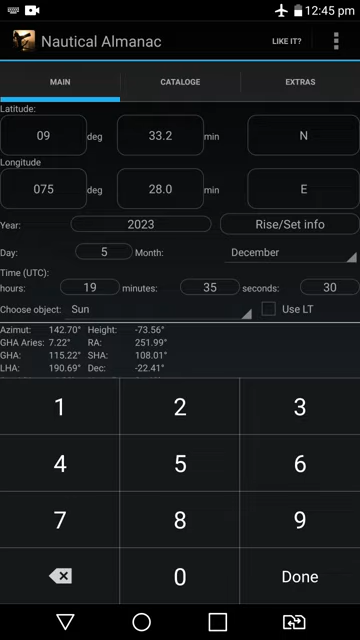 12:45 pm
Nautical Almanac LIKE IT?
MAIN CATALOGE EXTRAS
Latitude:
09 deg 33.2 min N
Longitude
075 deg 28.0 min E
Year: 2023 Rise/Set info
Day: 5 Month: December
Time (UTC):
hours: 19 minutes: 35 seconds: 30
Choose object: Sun Use LT
Azimut: 142.70° Height: -73.56°
GHA Aries: 7.22° RA: 251.99°
GHA: 115.22° SHA: 108.01°
LHA: 190.69° Dec: -22.41°
1 2 3
4 5 6
7 8 9
0 Done